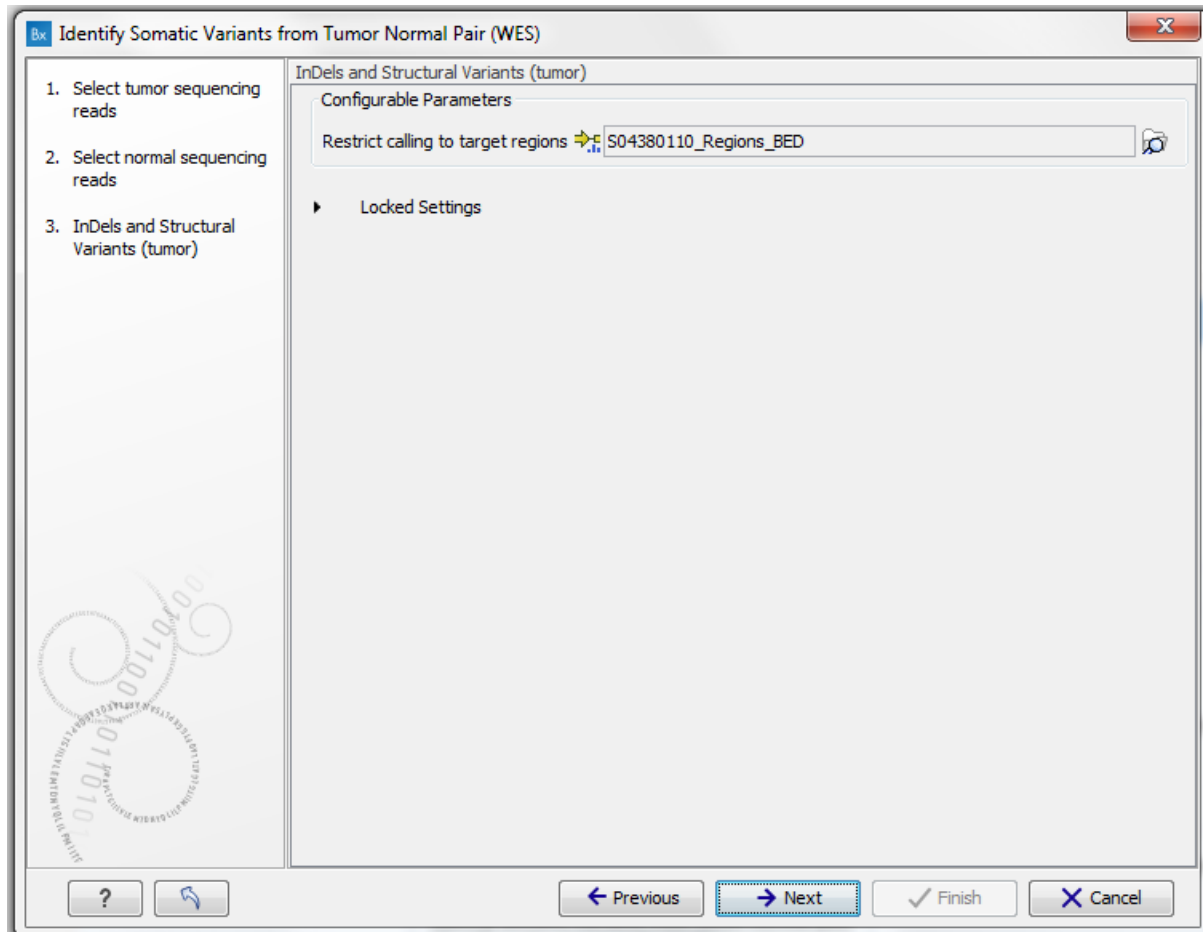 Bx Identify Somatic Variants from Tumor Normal Pair (WES)
1. Select tumor sequencing
reads
2. Select normal sequencing
reads
3. InDels and Structural
Variants (tumor)
InDels and Structural Variants (tumor)
Configurable Parameters
Restrict calling to target regions S04380110_Regions_BED
Locked Settings
? Previous Next Finish Cancel